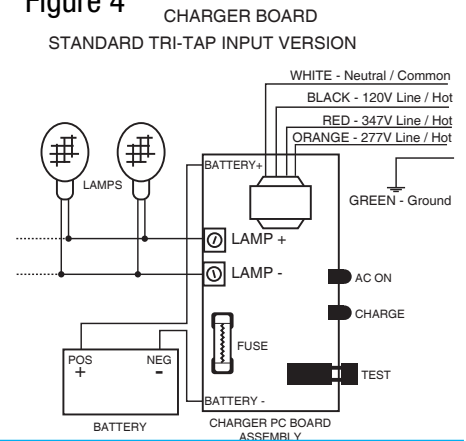 Figure 4
CHARGER BOARD
STANDARD TRI-TAP INPUT VERSION
WHITE - Neutral / Common
BLACK - 120V Line / Hot
RED - 347V Line / Hot
ORANGE - 277V Line / Hot
BATTERY+
LAMPS
GREEN - Ground
LAMP +
LAMP -
AC ON
CHARGE
FUSE
POS
+
NEG
-
TEST
BATTERY -
BATTERY
CHARGER PC BOARD
ASSEMBLY